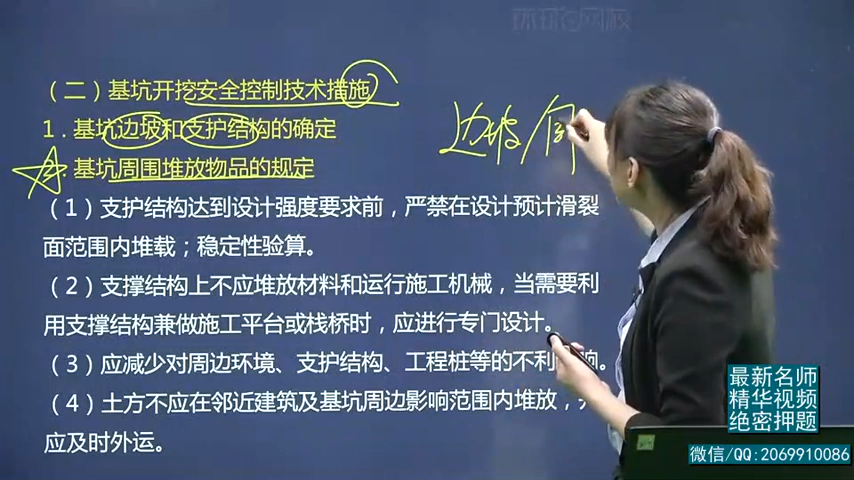 环球网校
（二）基坑开挖安全控制技术措施
1．基坑边坡和支护结构的确定
．基坑周围堆放物品的规定
边坡/
（1）支护结构达到设计强度要求前，严禁在设计预计滑裂
面范围内堆载；稳定性验算。
（2）支撑结构上不应堆放材料和运行施工机械，当需要利
用支撑结构兼做施工平台或栈桥时，应进行专门设计。
（3）应减少对周边环境、支护结构、工程桩等的不利响。
（4）土方不应在邻近建筑及基坑周边影响范围内堆放，
应及时外运。
最新名师
精华视频
绝密押题
微信/QQ:2069910086